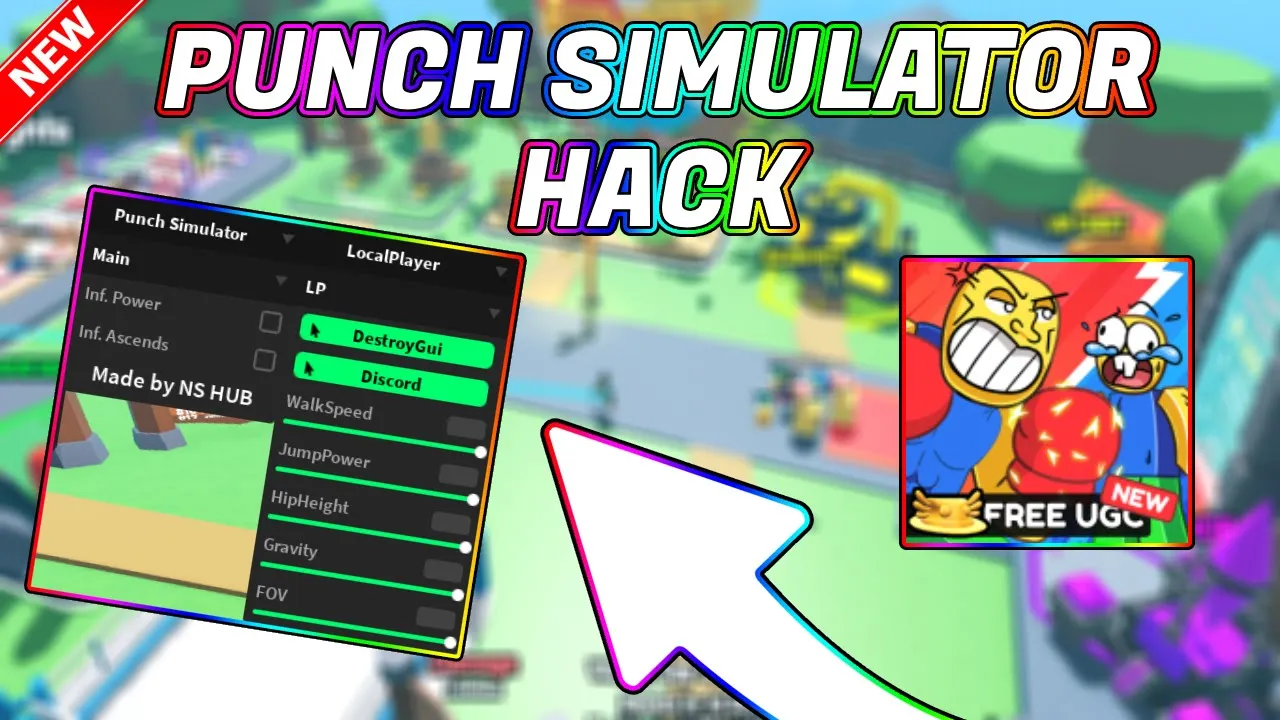 NEW
PUNCH SIMULATOR
HACK
Punch Simulator
LocalPlayer
Main
LP
Inf. Power
Inf. Ascends
Made by NS HUB
DestroyGui
Discord
WalkSpeed
JumpPower
HipHeight
Gravity
FOV
NEW
FREE UGC